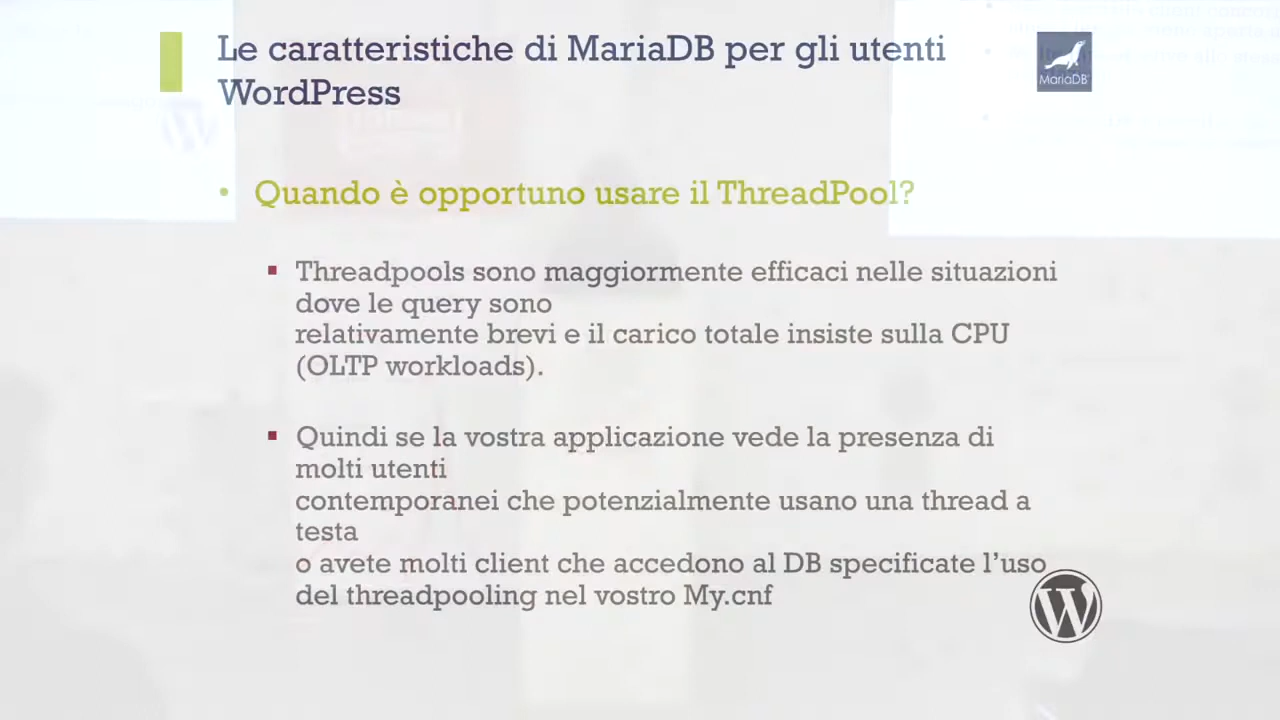 Le caratteristiche di MariaDB per gli utenti
WordPress
MariaDB
• Quando è opportuno usare il ThreadPool?
▪ Threadpools sono maggiormente efficaci nelle situazioni
dove le query sono
relativamente brevi e il carico totale insiste sulla CPU
(OLTP workloads).
▪ Quindi se la vostra applicazione vede la presenza di
molti utenti
contemporanei che potenzialmente usano una thread a
testa
o avete molti client che accedono al DB specificate l’uso
del threadpooling nel vostro My.cnf